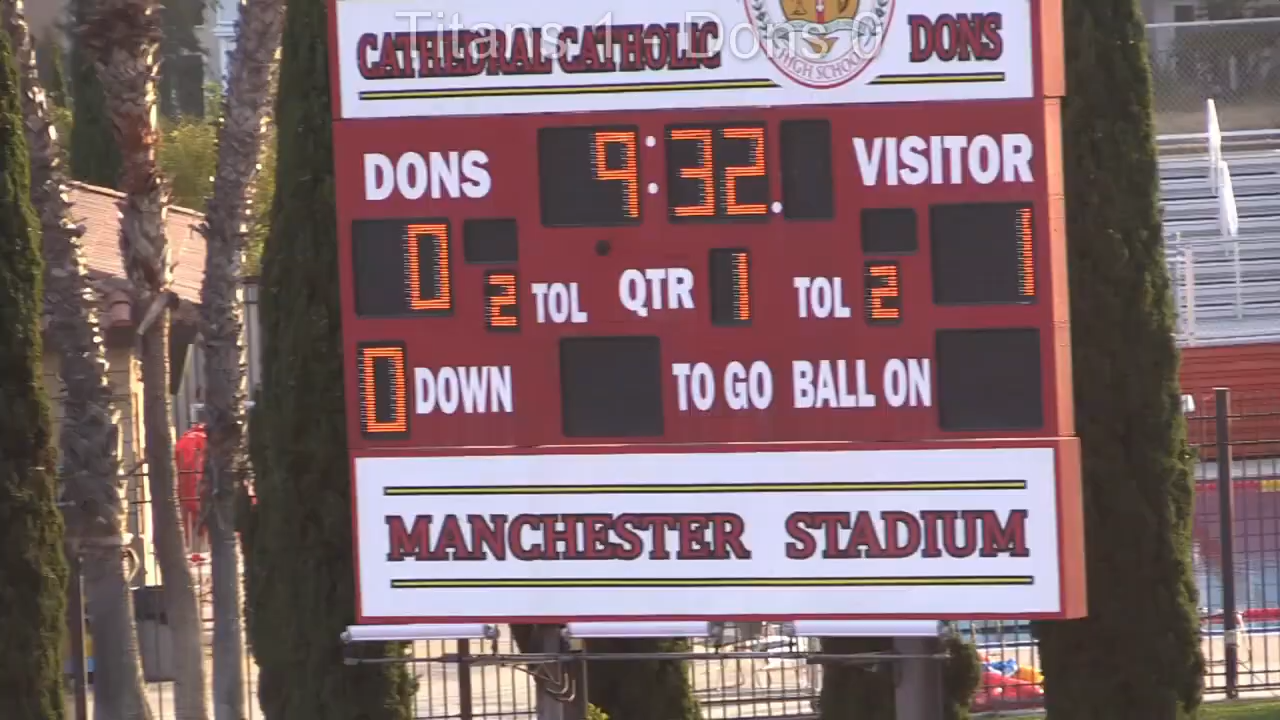 Titans 1 - Dons 0
CATHEDRAL CATHOLIC DONS
HIGH SCHOOL
DONS 9:32. VISITOR
0 2 TOL QTR 1 TOL 2 1
0 DOWN TO GO BALL ON
MANCHESTER STADIUM